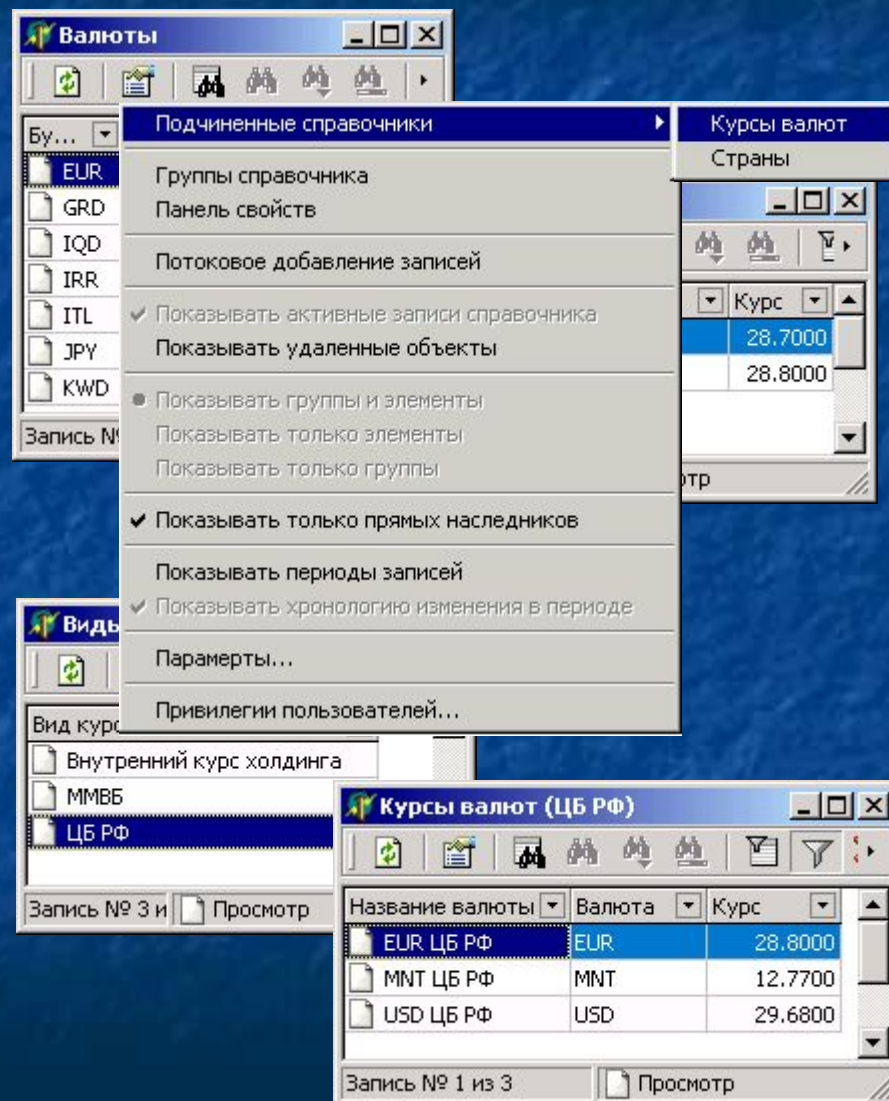 Валюты
Бу...
EUR
GRD
IQD
IRR
ITL
JPY
KWD
Запись №
Подчиненные справочники
Группы справочника
Панель свойств
Потоковое добавление записей
Показывать активные записи справочника
Показывать удаленные объекты
Показывать группы и элементы
Показывать только элементы
Показывать только группы
Показывать только прямых наследников
Показывать периоды записей
Показывать хронологию изменения в периоде
Парамерты...
Привилегии пользователей...
Курсы валют
Страны
Курс
28.7000
28.8000
отр
Виды
Вид курс
Внутренний курс холдинга
ММВБ
ЦБ РФ
Запись № 3 и Просмотр
Курсы валют (ЦБ РФ)
Название валюты Валюта Курс
EUR ЦБ РФ EUR 28.8000
MNT ЦБ РФ MNT 12.7700
USD ЦБ РФ USD 29.6800
Запись № 1 из 3 Просмотр